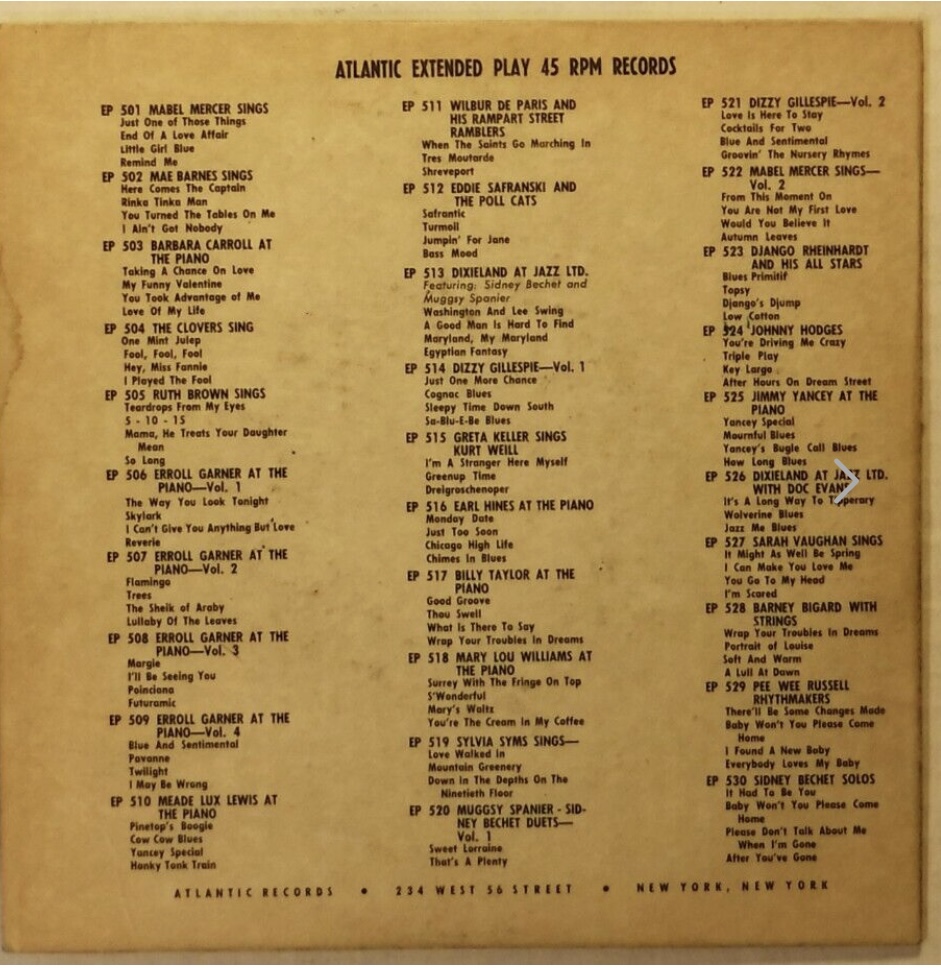 ATLANTIC EXTENDED PLAY 45 RPM RECORDS
EP 501 MABEL MERCER SINGS
Just One of Those Things
End Of A Love Affair
Little Girl Blue
Remind Me
EP 502 MAE BARNES SINGS
Here Comes The Captain
Rinka Tinka Man
You Turned The Tables On Me
I Ain't Got Nobody
EP 503 BARBARA CARROLL AT
THE PIANO
Taking A Chance On Love
My Funny Valentine
You Took Advantage of Me
Love Of My Life
EP 504 THE CLOVERS SING
One Mint Julep
Fool, Fool, Fool
Hey, Miss Fannie
I Played The Fool
EP 505 RUTH BROWN SINGS
Teardrops From My Eyes
5 - 10 - 15
Mama, He Treats Your Daughter
Mean
So Long
EP 506 ERROLL GARNER AT THE
PIANO—Vol. 1
The Way You Look Tonight
Skylark
I Can't Give You Anything But Love
Reverie
EP 507 ERROLL GARNER AT THE
PIANO—Vol. 2
Flamingo
Trees
The Sheik of Araby
Lullaby Of The Leaves
EP 508 ERROLL GARNER AT THE
PIANO—Vol. 3
Margie
I'll Be Seeing You
Poinciana
Futuramic
EP 509 ERROLL GARNER AT THE
PIANO—Vol. 4
Blue And Sentimental
Pavanne
Twilight
I May Be Wrong
EP 510 MEADE LUX LEWIS AT
THE PIANO
Pinetop's Boogie
Cow Cow Blues
Yancey Special
Honky Tonk Train
EP 511 WILBUR DE PARIS AND
HIS RAMPART STREET
RAMBLERS
When The Saints Go Marching In
Tres Moutarde
Shreveport
EP 512 EDDIE SAFRANSKI AND
THE POLL CATS
Safrantic
Turmoil
Jumpin' For Jane
Bass Mood
EP 513 DIXIELAND AT JAZZ LTD.
Featuring: Sidney Bechet and
Muggsy Spanier
Washington And Lee Swing
A Good Man Is Hard To Find
Maryland, My Maryland
Egyptian Fantasy
EP 514 DIZZY GILLESPIE—Vol. 1
Just One More Chance
Cognac Blues
Sleepy Time Down South
Sa-Blu-E-Be Blues
EP 515 GRETA KELLER SINGS
KURT WEILL
I'm A Stranger Here Myself
Greenup Time
Dreigroschenoper
EP 516 EARL HINES AT THE PIANO
Monday Date
Just Too Soon
Chicago High Life
Chimes In Blues
EP 517 BILLY TAYLOR AT THE
PIANO
Good Groove
Thou Swell
What Is There To Say
Wrap Your Troubles In Dreams
EP 518 MARY LOU WILLIAMS AT
THE PIANO
Surrey With The Fringe On Top
S'Wonderful
Mary's Waltz
You're The Cream In My Coffee
EP 519 SYLVIA SYMS SINGS—
Love Walked In
Mountain Greenery
Down In The Depths On The
Ninetieth Floor
EP 520 MUGGSY SPANIER - SID-
NEY BECHET DUETS—
Vol. 1
Sweet Lorraine
That's A Plenty
EP 521 DIZZY GILLESPIE—Vol. 2
Love Is Here To Stay
Cocktails For Two
Blue And Sentimental
Groovin' The Nursery Rhymes
EP 522 MABEL MERCER SINGS—
Vol. 2
From This Moment On
You Are Not My First Love
Would You Believe It
Autumn Leaves
EP 523 DJANGO RHEINHARDT
AND HIS ALL STARS
Blues Primitif
Topsy
Django's Djump
Low Cotton
EP 524 JOHNNY HODGES
You're Driving Me Crazy
Triple Play
Key Largo
After Hours On Dream Street
EP 525 JIMMY YANCEY AT THE
PIANO
Yancey Special
Mournful Blues
Yancey's Bugle Call Blues
How Long Blues
EP 526 DIXIELAND AT JAZZ LTD.
WITH DOC EVANS
It's A Long Way To Tipperary
Wolverine Blues
Jazz Me Blues
EP 527 SARAH VAUGHAN SINGS
It Might As Well Be Spring
I Can Make You Love Me
You Go To My Head
I'm Scared
EP 528 BARNEY BIGARD WITH
STRINGS
Wrap Your Troubles In Dreams
Portrait of Louise
Soft And Warm
A Lull At Dawn
EP 529 PEE WEE RUSSELL
RHYTHMAKERS
There'll Be Some Changes Made
Baby Won't You Please Come
Home
I Found A New Baby
Everybody Loves My Baby
EP 530 SIDNEY BECHET SOLOS
It Had To Be You
Baby Won't You Please Come
Home
Please Don't Talk About Me
When I'm Gone
After You've Gone
ATLANTIC RECORDS • 234 WEST 56 STREET • NEW YORK, NEW YORK